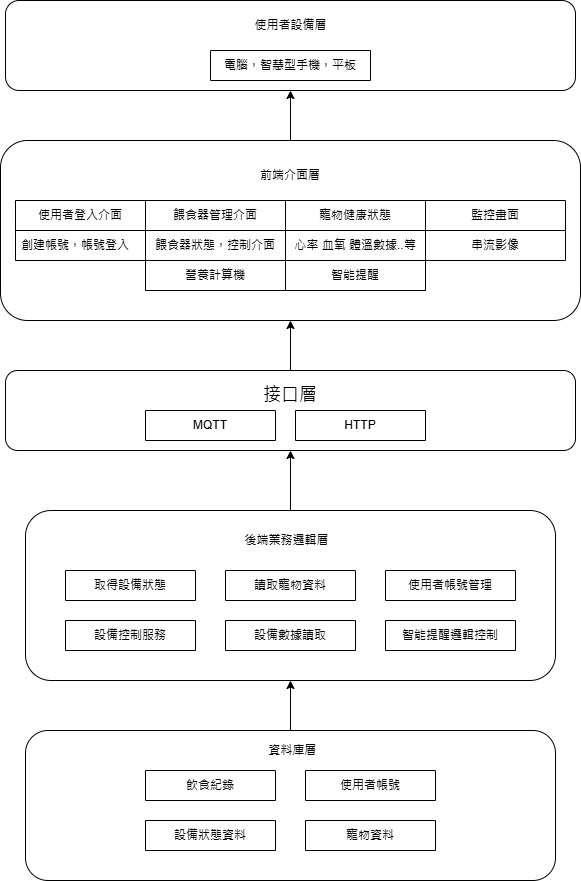 使用者設備層
電腦，智慧型手機，平板
前端介面層
使用者登入介面 餵食器管理介面 寵物健康狀態 監控畫面
創建帳號，帳號登入 餵食器狀態，控制介面 心率 血氧 體溫數據..等 串流影像
營養計算機 智能提醒
接口層
MQTT HTTP
後端業務邏輯層
取得設備狀態 讀取寵物資料 使用者帳號管理
設備控制服務 設備數據讀取 智能提醒邏輯控制
資料庫層
飲食紀錄 使用者帳號
設備狀態資料 寵物資料